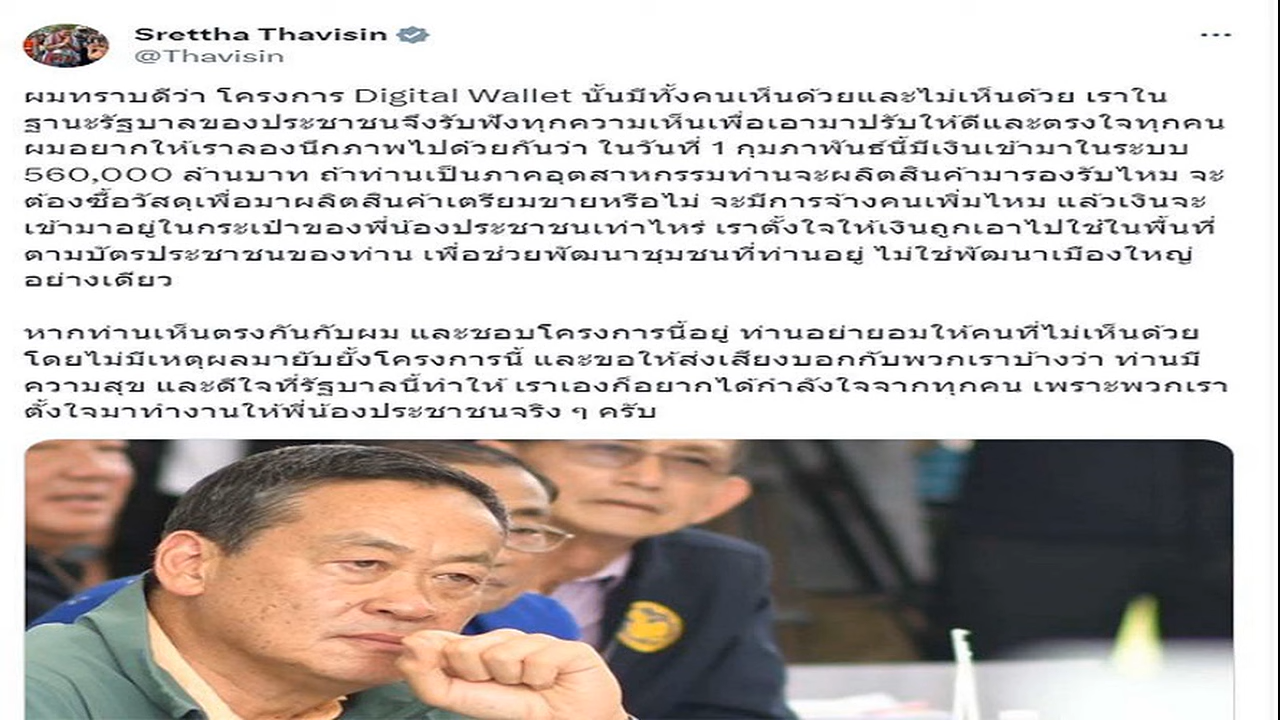 Srettha Thavisin
@Thavisin
ผมทราบดีว่า โครงการ Digital Wallet นั้นมีทั้งคนเห็นด้วยและไม่เห็นด้วย เราใน
ฐานะรัฐบาลของประชาชนจึงรับฟังทุกความเห็นเพื่อเอามาปรับให้ดีและตรงใจทุกคน
ผมอยากให้เราลองนึกภาพไปด้วยกันว่า ในวันที่ 1 กุมภาพันธ์นี้มีเงินเข้ามาในระบบ
560,000 ล้านบาท ถ้าท่านเป็นภาคอุตสาหกรรมท่านจะผลิตสินค้ามารองรับไหม จะ
ต้องซื้อวัสดุเพื่อมาผลิตสินค้าเตรียมขายหรือไม่ จะมีการจ้างคนเพิ่มไหม แล้วเงินจะ
เข้ามาอยู่ในกระเป๋าของพี่น้องประชาชนเท่าไหร่ เราตั้งใจให้เงินถูกเอาไปใช้ในพื้นที่
ตามบัตรประชาชนของท่าน เพื่อช่วยพัฒนาชุมชนที่ท่านอยู่ ไม่ใช่พัฒนาเมืองใหญ่
อย่างเดียว
หากท่านเห็นตรงกันกับผม และชอบโครงการนี้อยู่ ท่านอย่ายอมให้คนที่ไม่เห็นด้วย
โดยไม่มีเหตุผลมายับยั้งโครงการนี้ และขอให้ส่งเสียงบอกกับพวกเราบ้างว่า ท่านมี
ความสุข และดีใจที่รัฐบาลนี้ทำให้ เราเองก็อยากได้กำลังใจจากทุกคน เพราะพวกเรา
ตั้งใจมาทำงานให้พี่น้องประชาชนจริง ๆ ครับ